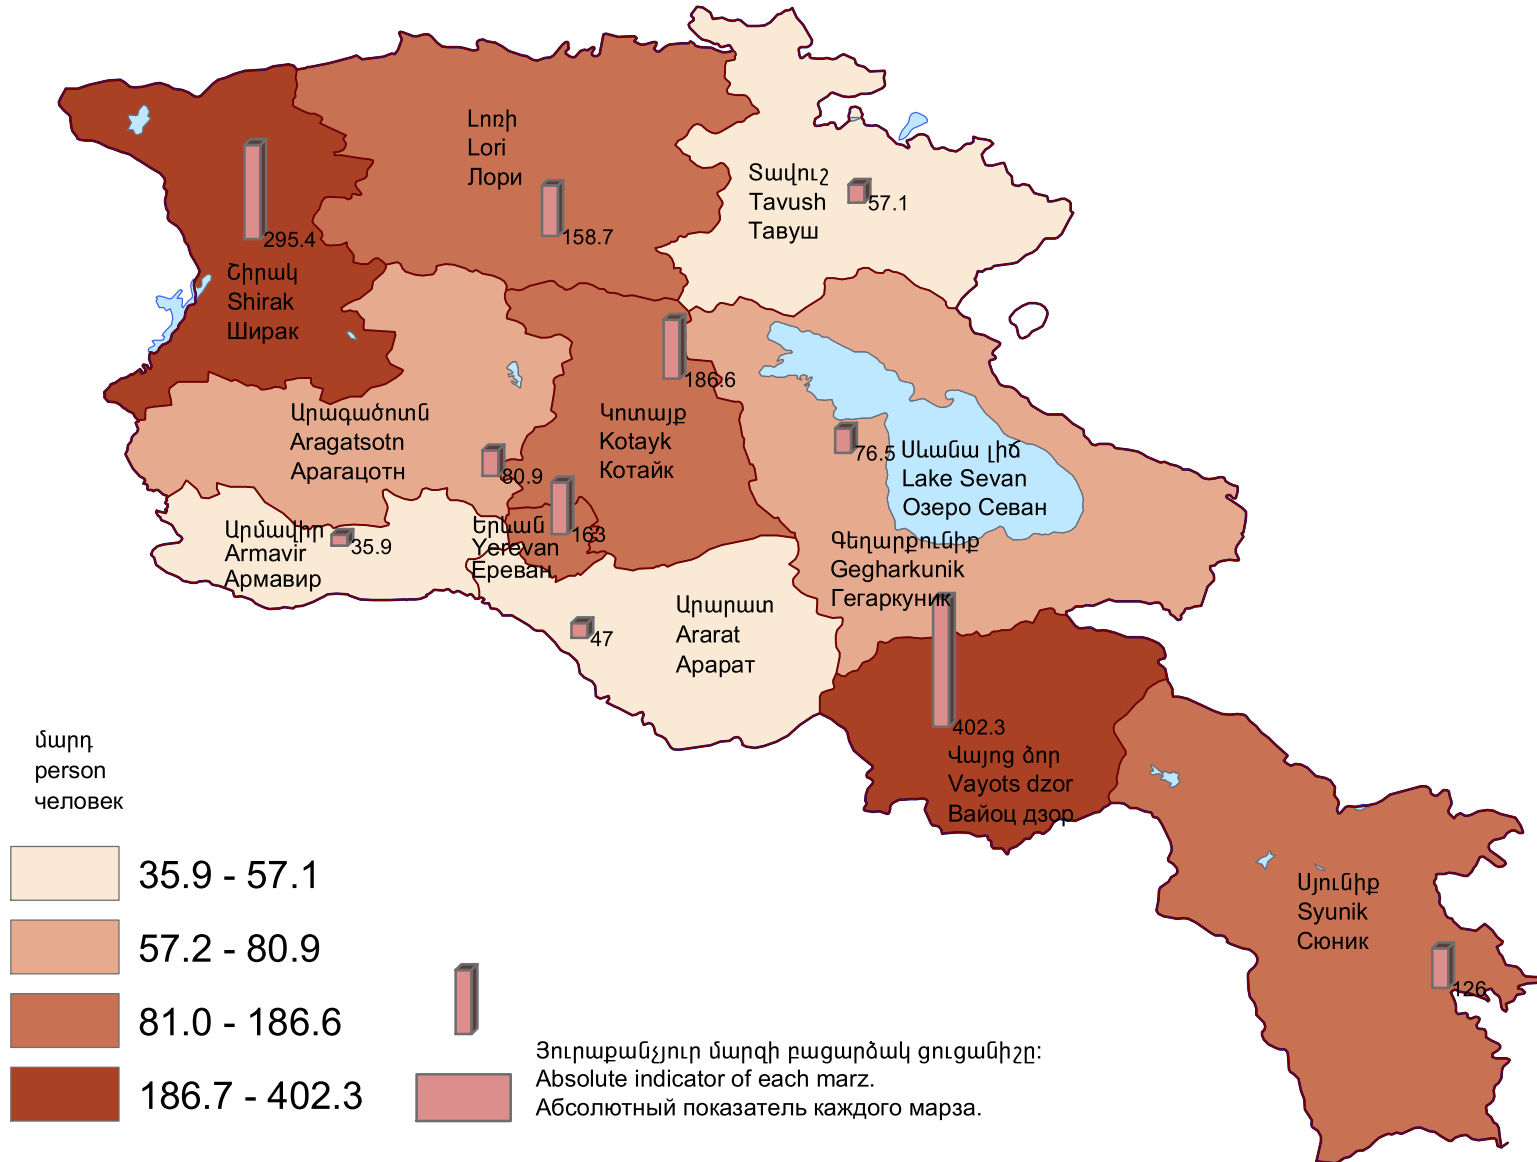 Լոռի
Lori
Лори
158.7
Տավուշ
Tavush
Тавуш
57.1
295.4
Շիրակ
Shirak
Ширак
186.6
Արագածոտն
Aragatsotn
Арагацотн
80.9
Կոտայք
Kotayk
Котайк
76.5
Սևանա լիճ
Lake Sevan
Озеро Севан
Արմավիր
Armavir
Армавир
35.9
Երևան
Yerevan
Ереван
163
Գեղարքունիք
Gegharkunik
Гегаркуник
47
Արարատ
Ararat
Арарат
402.3
Վայոց ձոր
Vayots dzor
Вайоц дзор
Սյունիք
Syunik
Сюник
126
մարդ
person
человек
35.9 - 57.1
57.2 - 80.9
81.0 - 186.6
186.7 - 402.3
Յուրաքանչյուր մարզի բացարձակ ցուցանիշը:
Absolute indicator of each marz.
Абсолютный показатель каждого марза.